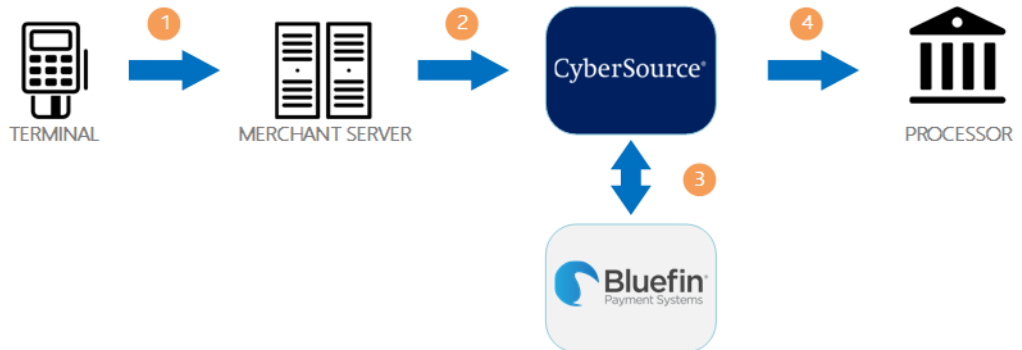 1
2
4
CyberSource®
TERMINAL
MERCHANT SERVER
PROCESSOR
3
Bluefin
Payment Systems